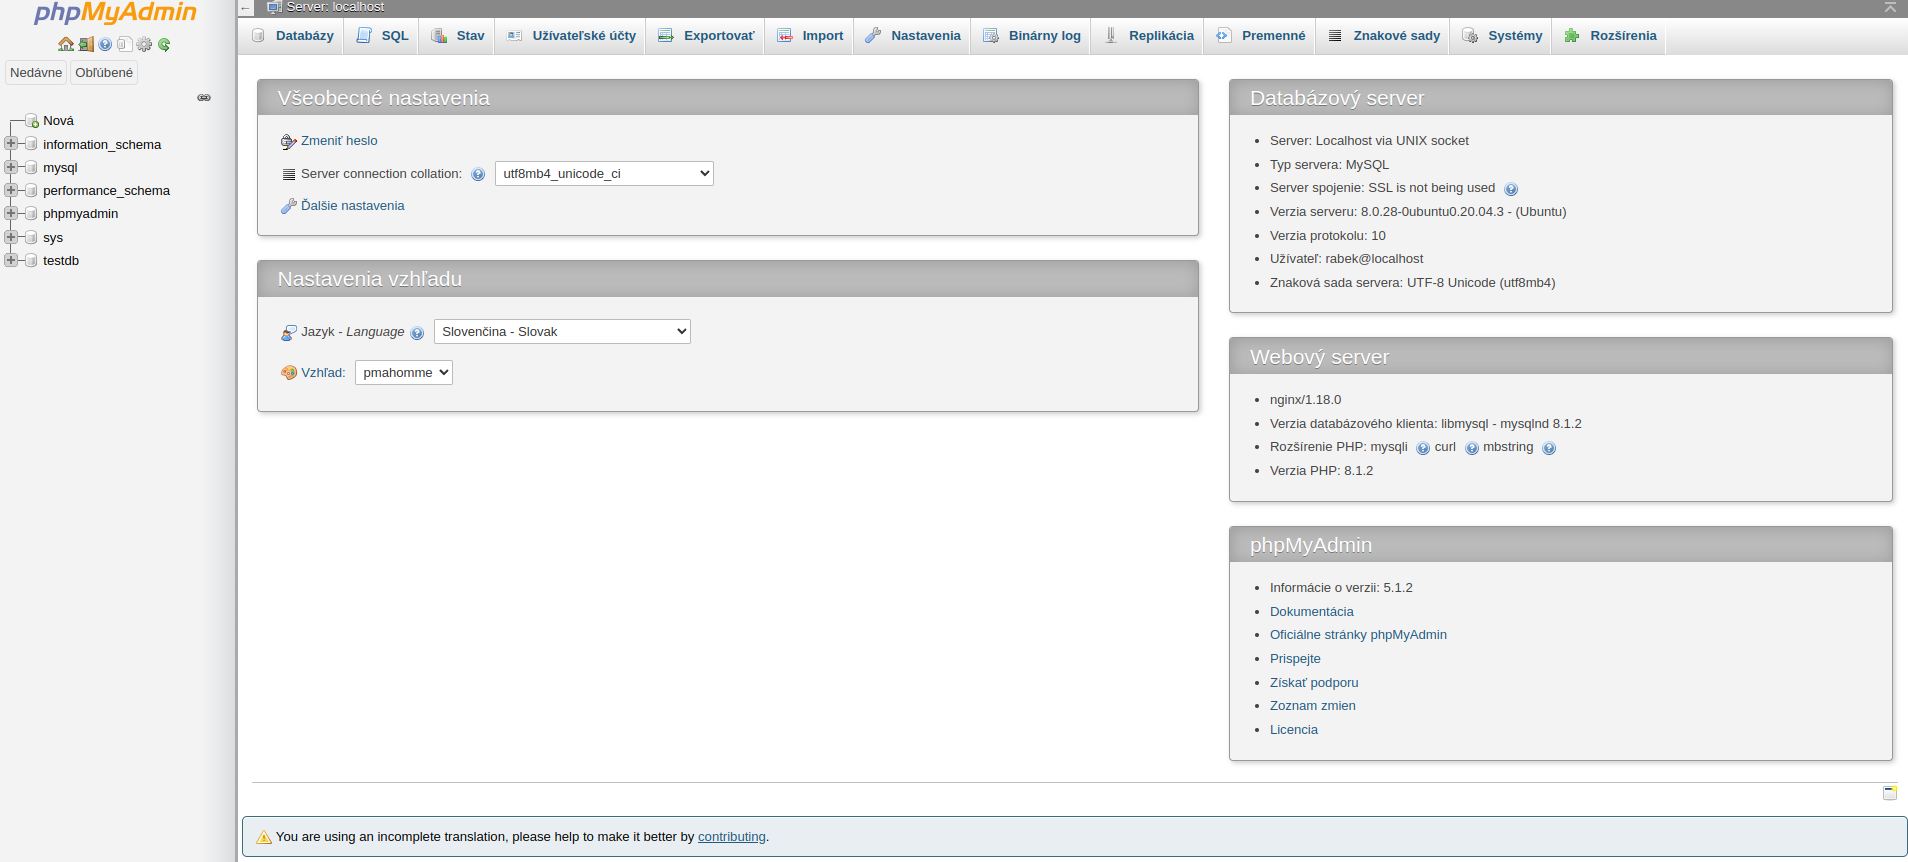 phpMyAdmin
Nedávne Obľúbené
Nová
information_schema
mysql
performance_schema
phpmyadmin
sys
testdb
Server: localhost
Databázy SQL Stav Užívateľské účty Exportovať Import Nastavenia Binárny log Replikácia Premenné Znakové sady Systémy Rozšírenia
Všeobecné nastavenia
Zmeniť heslo
Server connection collation: utf8mb4_unicode_ci
Ďalšie nastavenia
Nastavenia vzhľadu
Jazyk - Language Slovenčina - Slovak
Vzhľad: pmahomme
Databázový server
Server: Localhost via UNIX socket
Typ servera: MySQL
Server spojenie: SSL is not being used
Verzia serveru: 8.0.28-0ubuntu0.20.04.3 - (Ubuntu)
Verzia protokolu: 10
Užívateľ: rabek@localhost
Znaková sada servera: UTF-8 Unicode (utf8mb4)
Webový server
nginx/1.18.0
Verzia databázového klienta: libmysql - mysqlnd 8.1.2
Rozšírenie PHP: mysqli curl mbstring
Verzia PHP: 8.1.2
phpMyAdmin
Informácie o verzii: 5.1.2
Dokumentácia
Oficiálne stránky phpMyAdmin
Prispejte
Získať podporu
Zoznam zmien
Licencia
You are using an incomplete translation, please help to make it better by contributing.